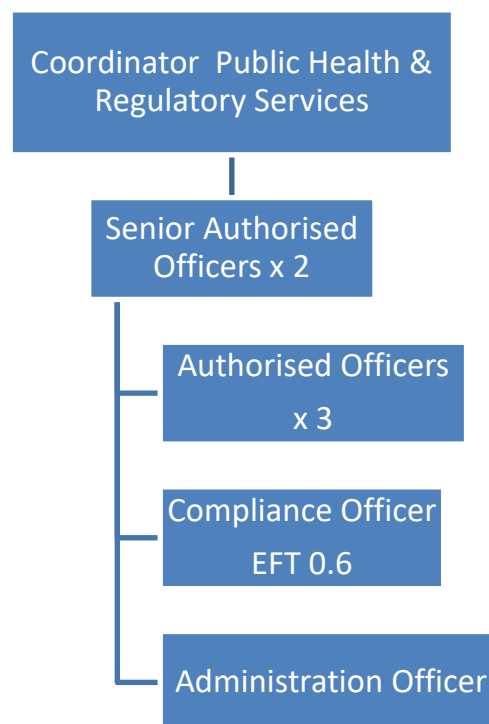 Coordinator  Public Health &
Regulatory Services
Senior Authorised
Officers x 2
Authorised Officers
x 3
Compliance Officer
EFT 0.6
Administration Officer